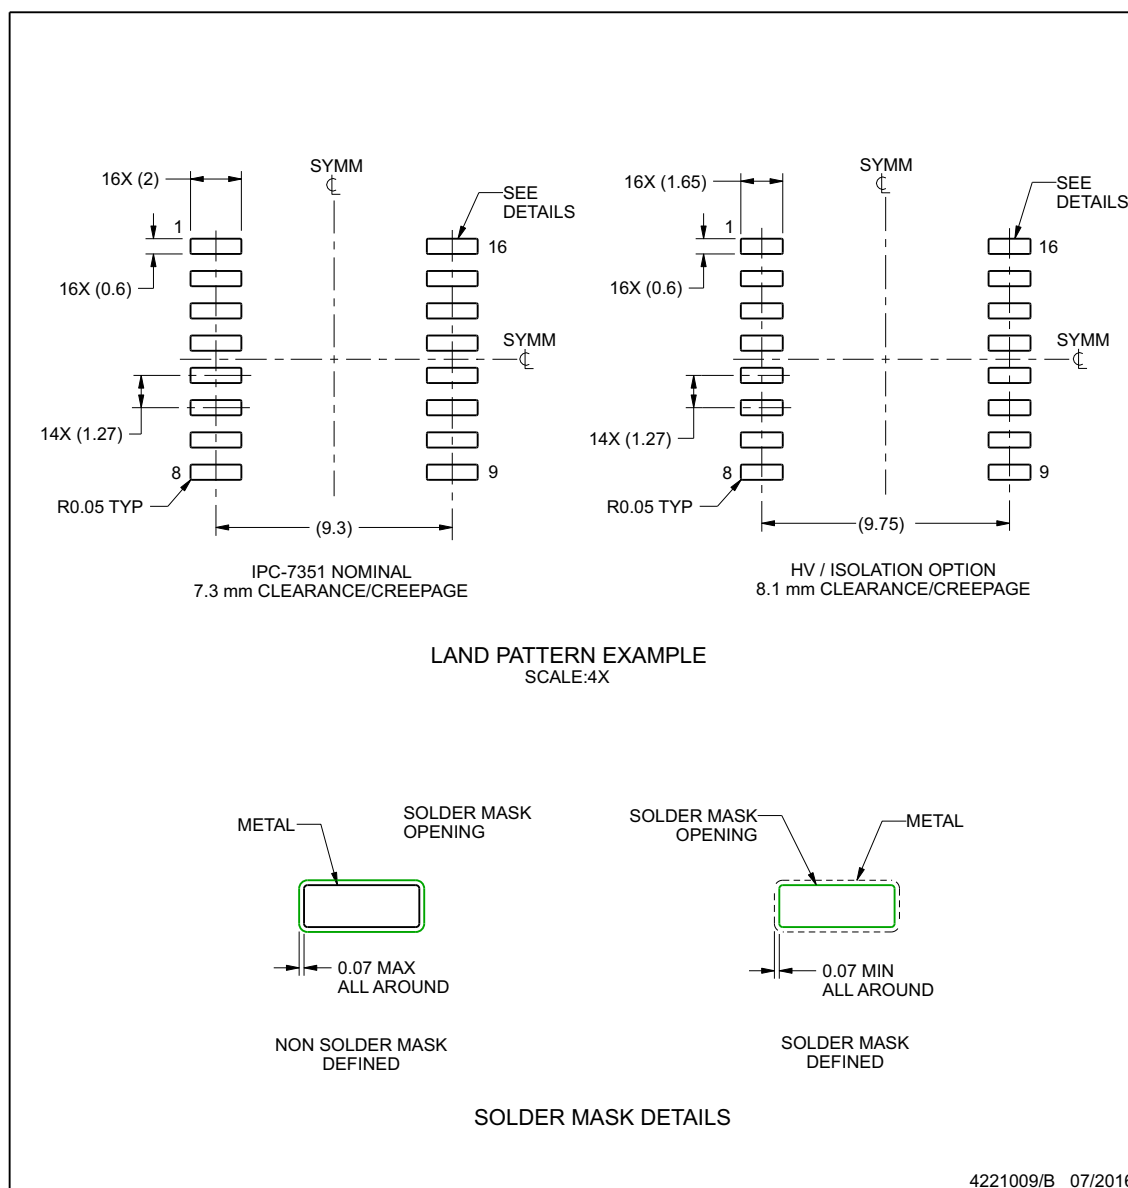 SYMM
℄
16X (2)
SEE
DETAILS
1
16
16X (0.6)
SYMM
℄
14X (1.27)
8
9
R0.05 TYP
(9.3)
IPC-7351 NOMINAL
7.3 mm CLEARANCE/CREEPAGE
SYMM
℄
16X (1.65)
SEE
DETAILS
1
16
16X (0.6)
SYMM
℄
14X (1.27)
8
9
R0.05 TYP
(9.75)
HV / ISOLATION OPTION
8.1 mm CLEARANCE/CREEPAGE
LAND PATTERN EXAMPLE
SCALE:4X
METAL
SOLDER MASK
OPENING
0.07 MAX
ALL AROUND
NON SOLDER MASK
DEFINED
SOLDER MASK
OPENING
METAL
0.07 MIN
ALL AROUND
SOLDER MASK
DEFINED
SOLDER MASK DETAILS
4221009/B 07/2016